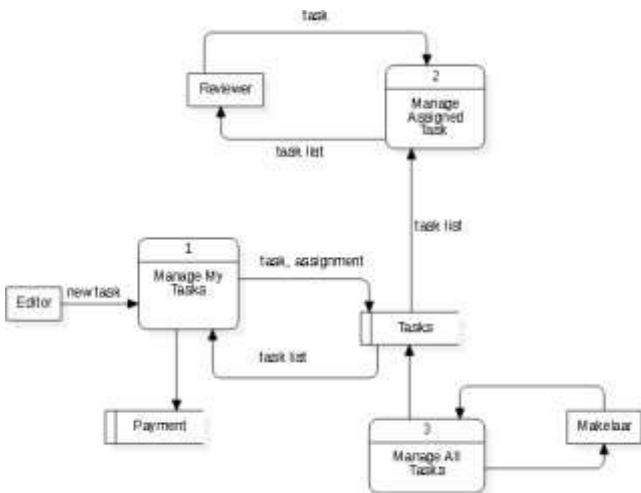 task
2
Reviewer
Manage
Assigned
Task
task list
task list
1
Manage My
Tasks
task, assignment
Editor
new task
Tasks
task list
Payment
3
Manage All
Tasks
Makelaar